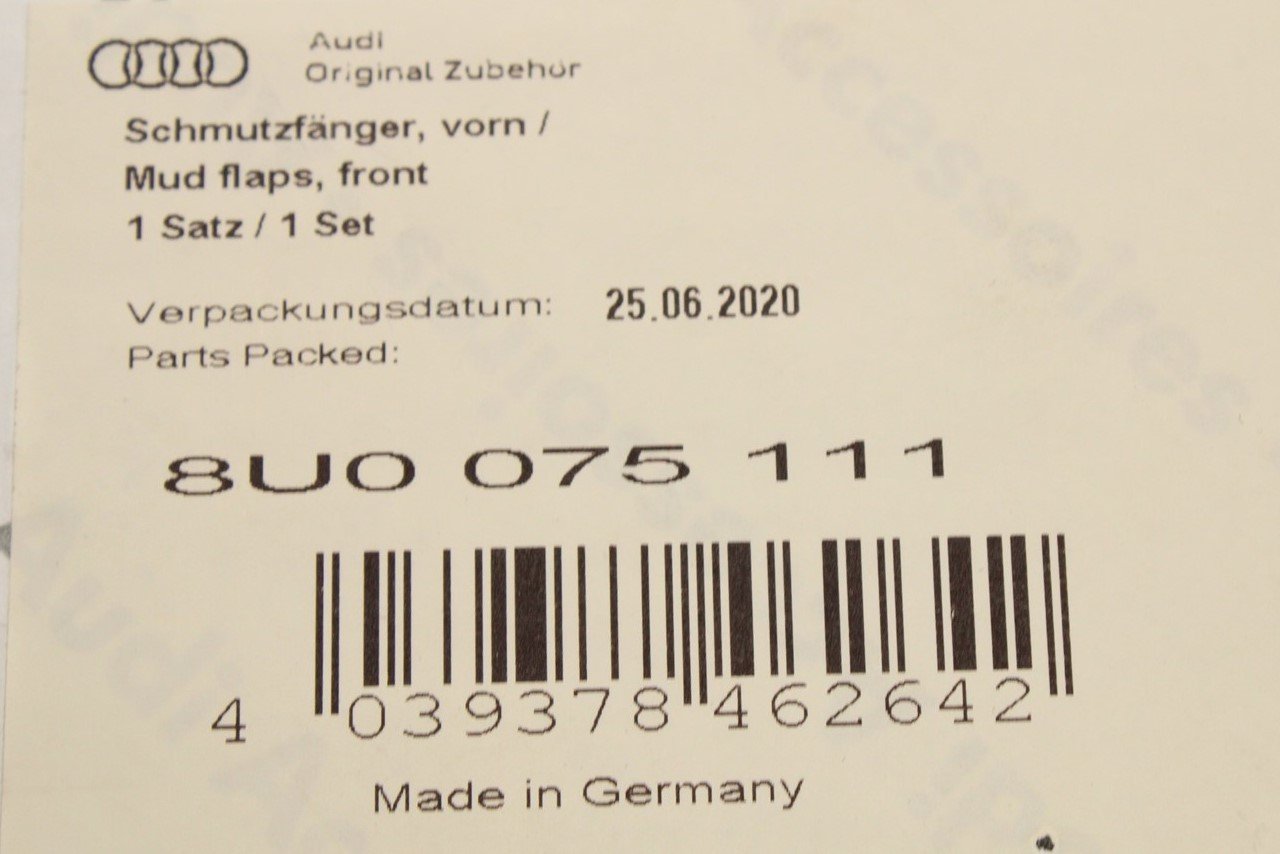 Audi
Original Zubehör
Schmutzfänger, vorn /
Mud flaps, front
1 Satz / 1 Set
Verpackungsdatum: 25.06.2020
Parts Packed:
8U0 075 111
4 039378 462642
Made in Germany